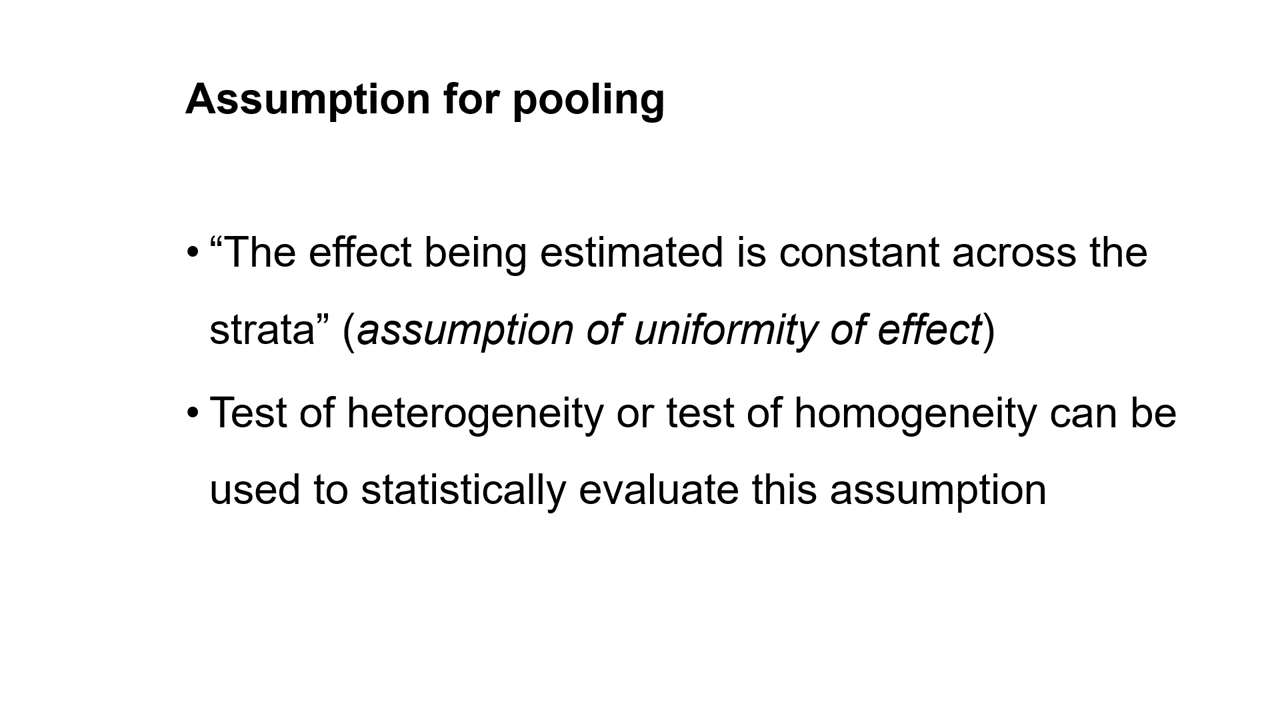 Assumption for pooling
• “The effect being estimated is constant across the
strata” (assumption of uniformity of effect)
• Test of heterogeneity or test of homogeneity can be
used to statistically evaluate this assumption